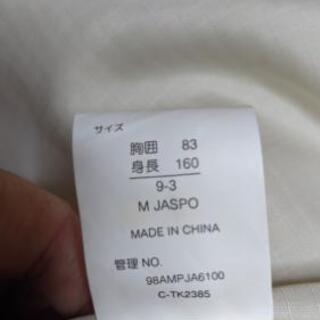 サイズ
胸囲 83
身長 160
9-3
M JASPO
MADE IN CHINA
管理 NO.
98AMPJA6100
C-TK2385